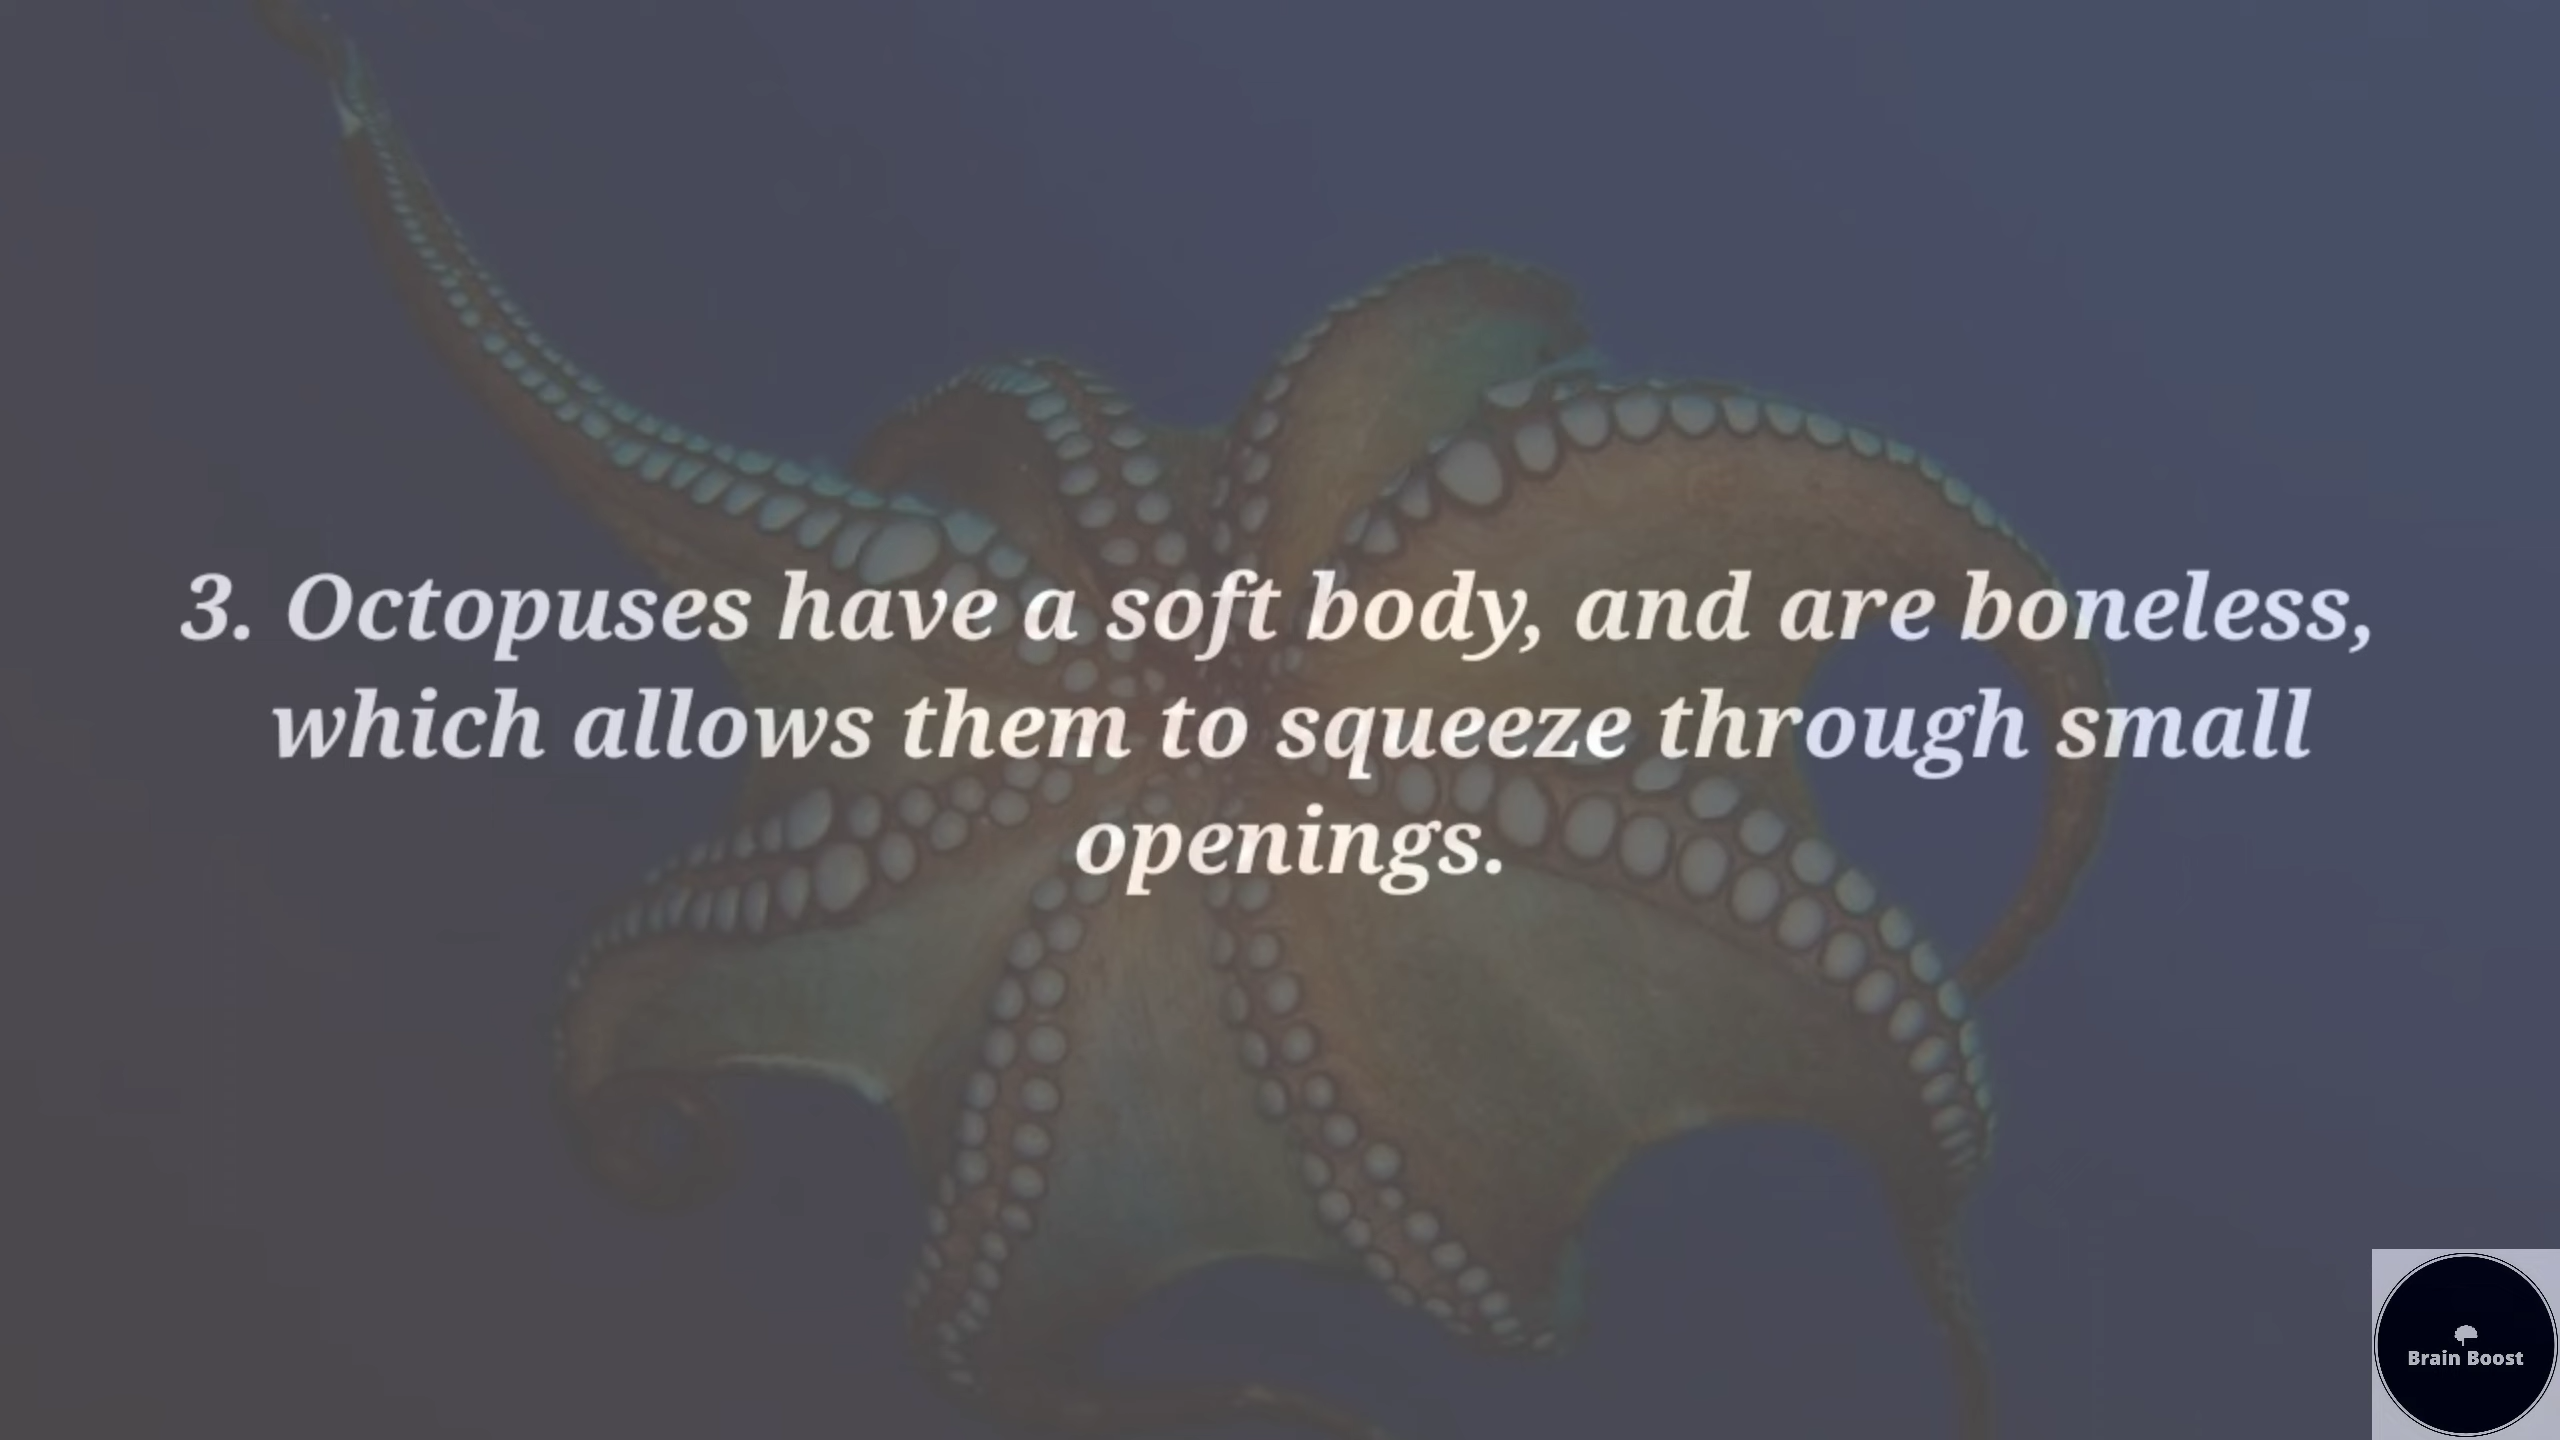 3. Octopuses have a soft body, and are boneless,
which allows them to squeeze through small
openings.
Brain Boost